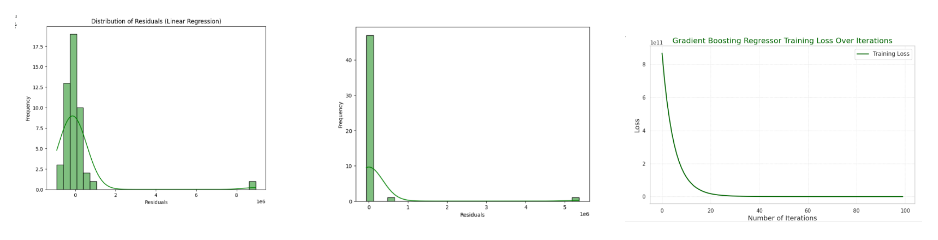 Distribution of Residuals (Linear Regression)
17.5
15.0
12.5
10.0
7.5
5.0
2.5
0.0
Frequency
0 2 4 6 8
1e6
Residuals
40
30
20
10
0
Frequency
0 1 2 3 4 5
1e6
Residuals
Gradient Boosting Regressor Training Loss Over Iterations
1e11
Training Loss
8
6
4
2
0
Loss
0 20 40 60 80 100
Number of Iterations